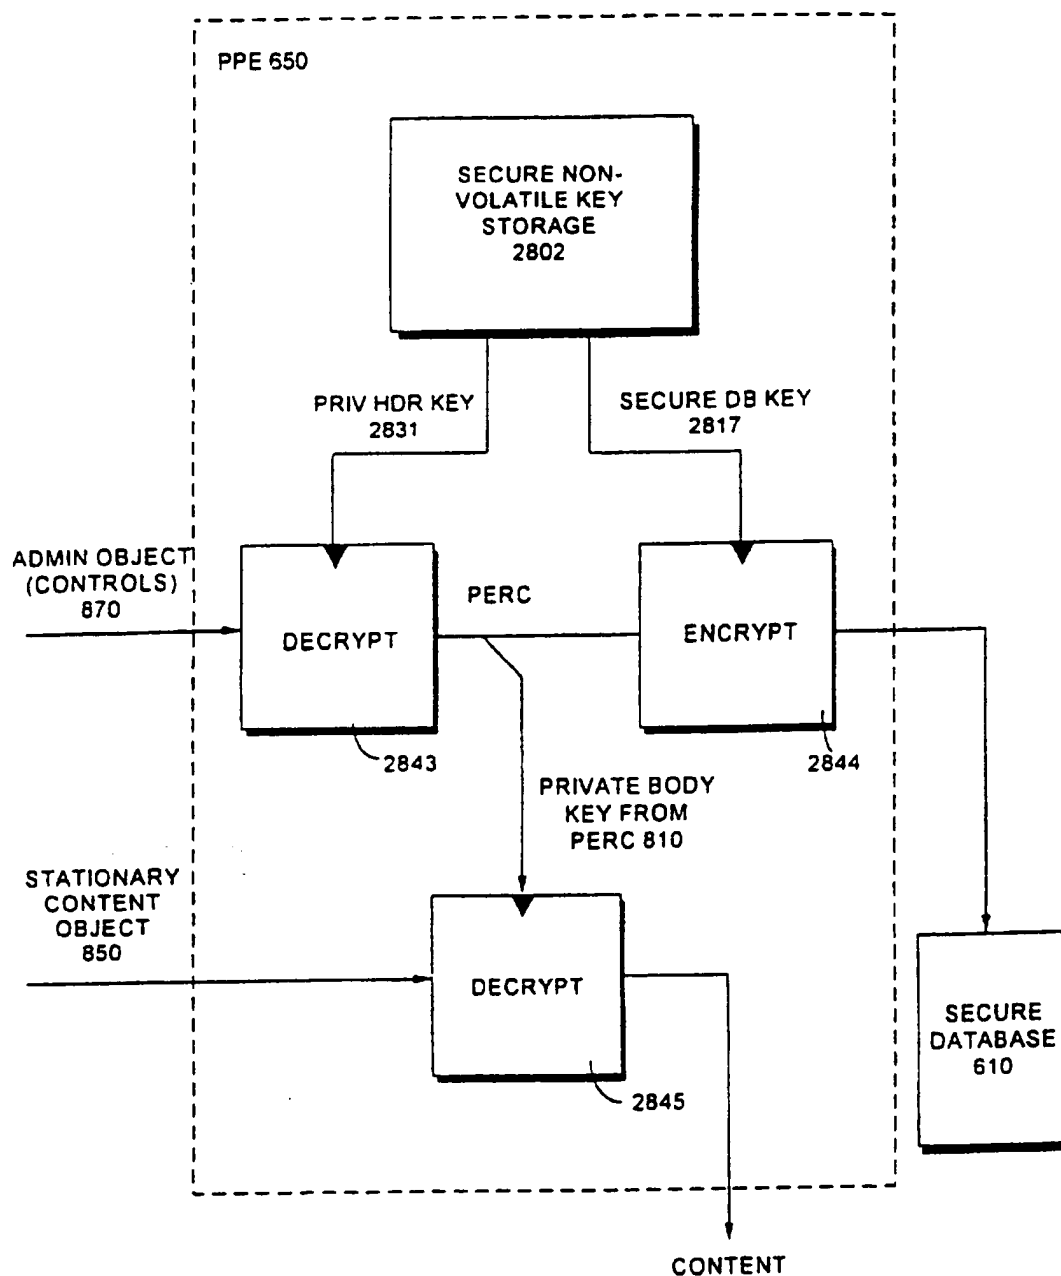 PPE 650
SECURE NON-
VOLATILE KEY
STORAGE
2802
PRIV HDR KEY
2831
SECURE DB KEY
2817
ADMIN OBJECT
(CONTROLS)
870
DECRYPT
PERC
ENCRYPT
2843
2844
PRIVATE BODY
KEY FROM
PERC 810
STATIONARY
CONTENT
OBJECT
850
DECRYPT
2845
SECURE
DATABASE
610
CONTENT